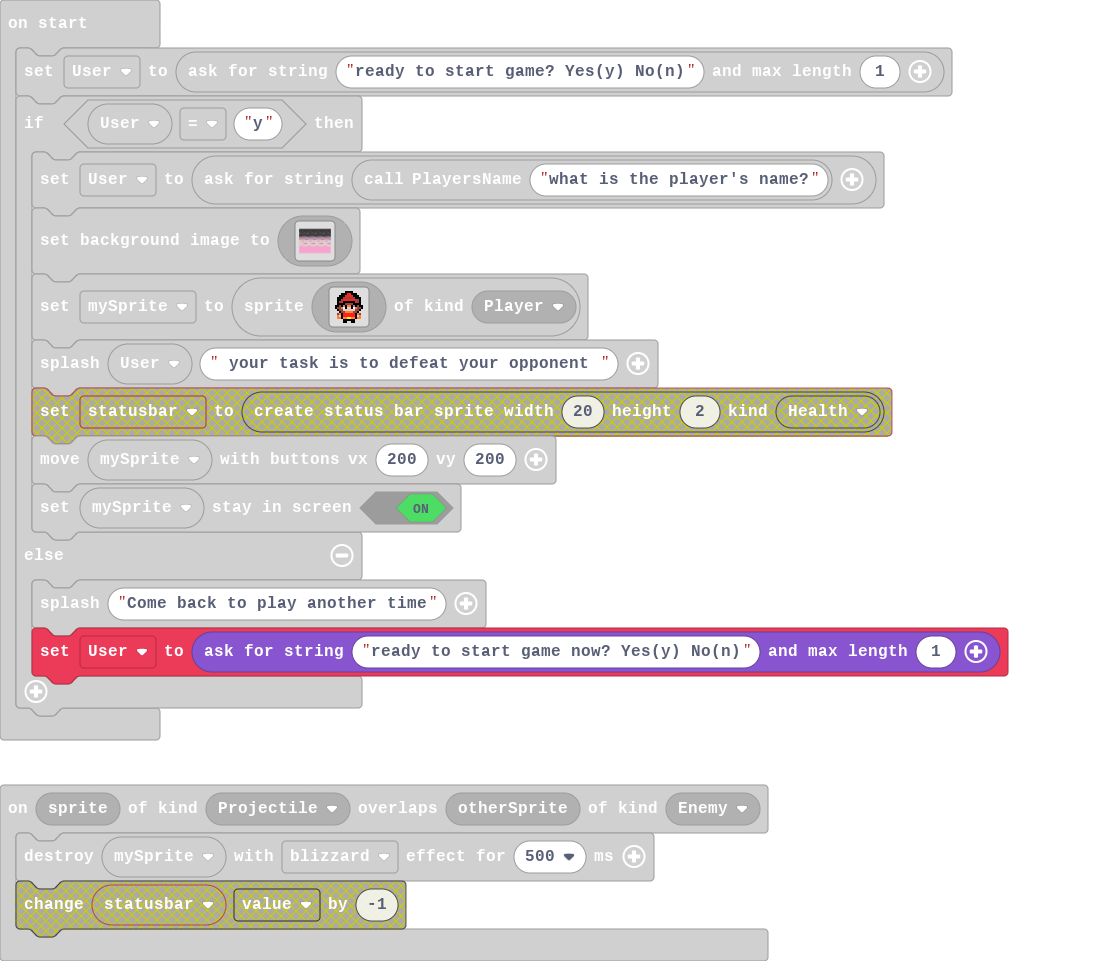 on start
set User to ask for string "ready to start game? Yes(y) No(n)" and max length 1
if User = "y" then
set User to ask for string call PlayersName "what is the player's name?"
set background image to
set mySprite to sprite of kind Player
splash User " your task is to defeat your opponent "
set statusbar to create status bar sprite width 20 height 2 kind Health
move mySprite with buttons vx 200 vy 200
set mySprite stay in screen ON
else
splash "Come back to play another time"
set User to ask for string "ready to start game now? Yes(y) No(n)" and max length 1
on sprite of kind Projectile overlaps otherSprite of kind Enemy
destroy mySprite with blizzard effect for 500 ms
change statusbar value by -1